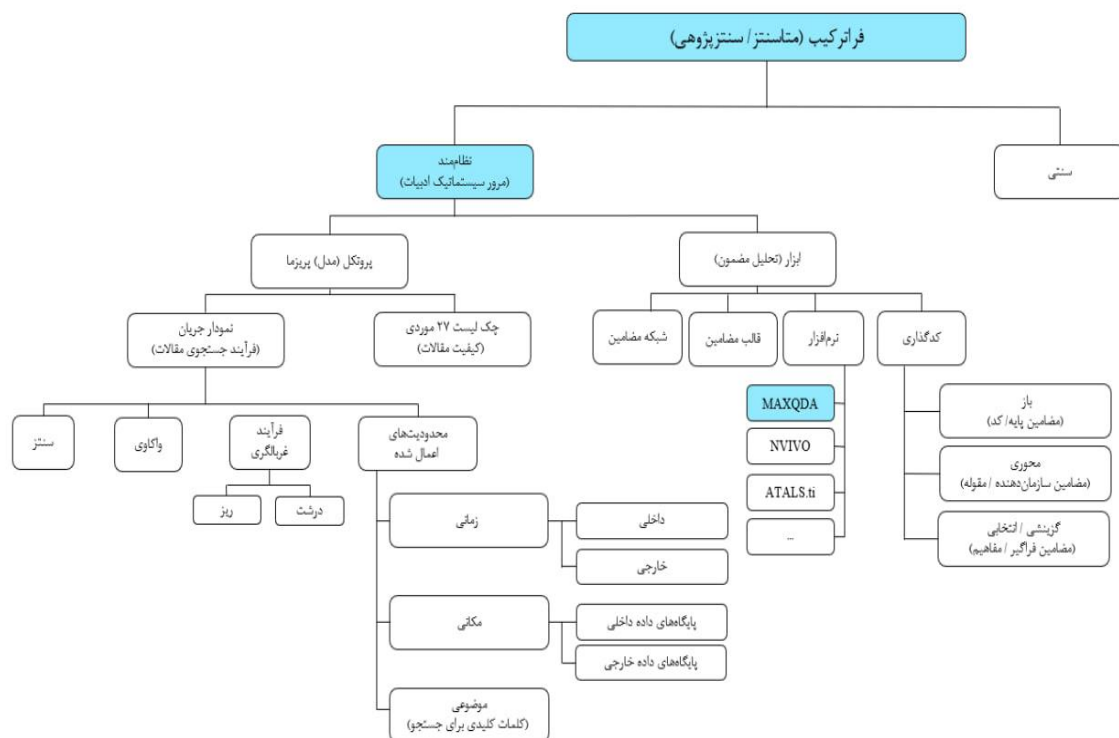 فراترکیب (متاسنتز/ سنتزپژوهی)
سنتی
نظام‌مند
(مرور سیستماتیک ادبیات)
ابزار (تحلیل مضمون)
پروتکل (مدل) پریزما
کدگذاری
نرم‌افزار
قالب مضامین
شبکه مضامین
چک لیست ۲۷ موردی
(کیفیت مقالات)
نمودار جریان
(فرآیند جستجوی مقالات)
باز
(مضامین پایه/ کد)
محوری
(مضامین سازمان‌دهنده / مقوله)
گزینشی / انتخابی
(مضامین فراگیر / مفاهیم)
MAXQDA
NVIVO
ATALS.ti
...
محدودیت‌های
اعمال شده
فرآیند
غربالگری
واکاوی
سنتز
درشت
ریز
زمانی
داخلی
خارجی
مکانی
پایگاه‌های داده داخلی
پایگاه‌های داده خارجی
موضوعی
(کلمات کلیدی برای جستجو)